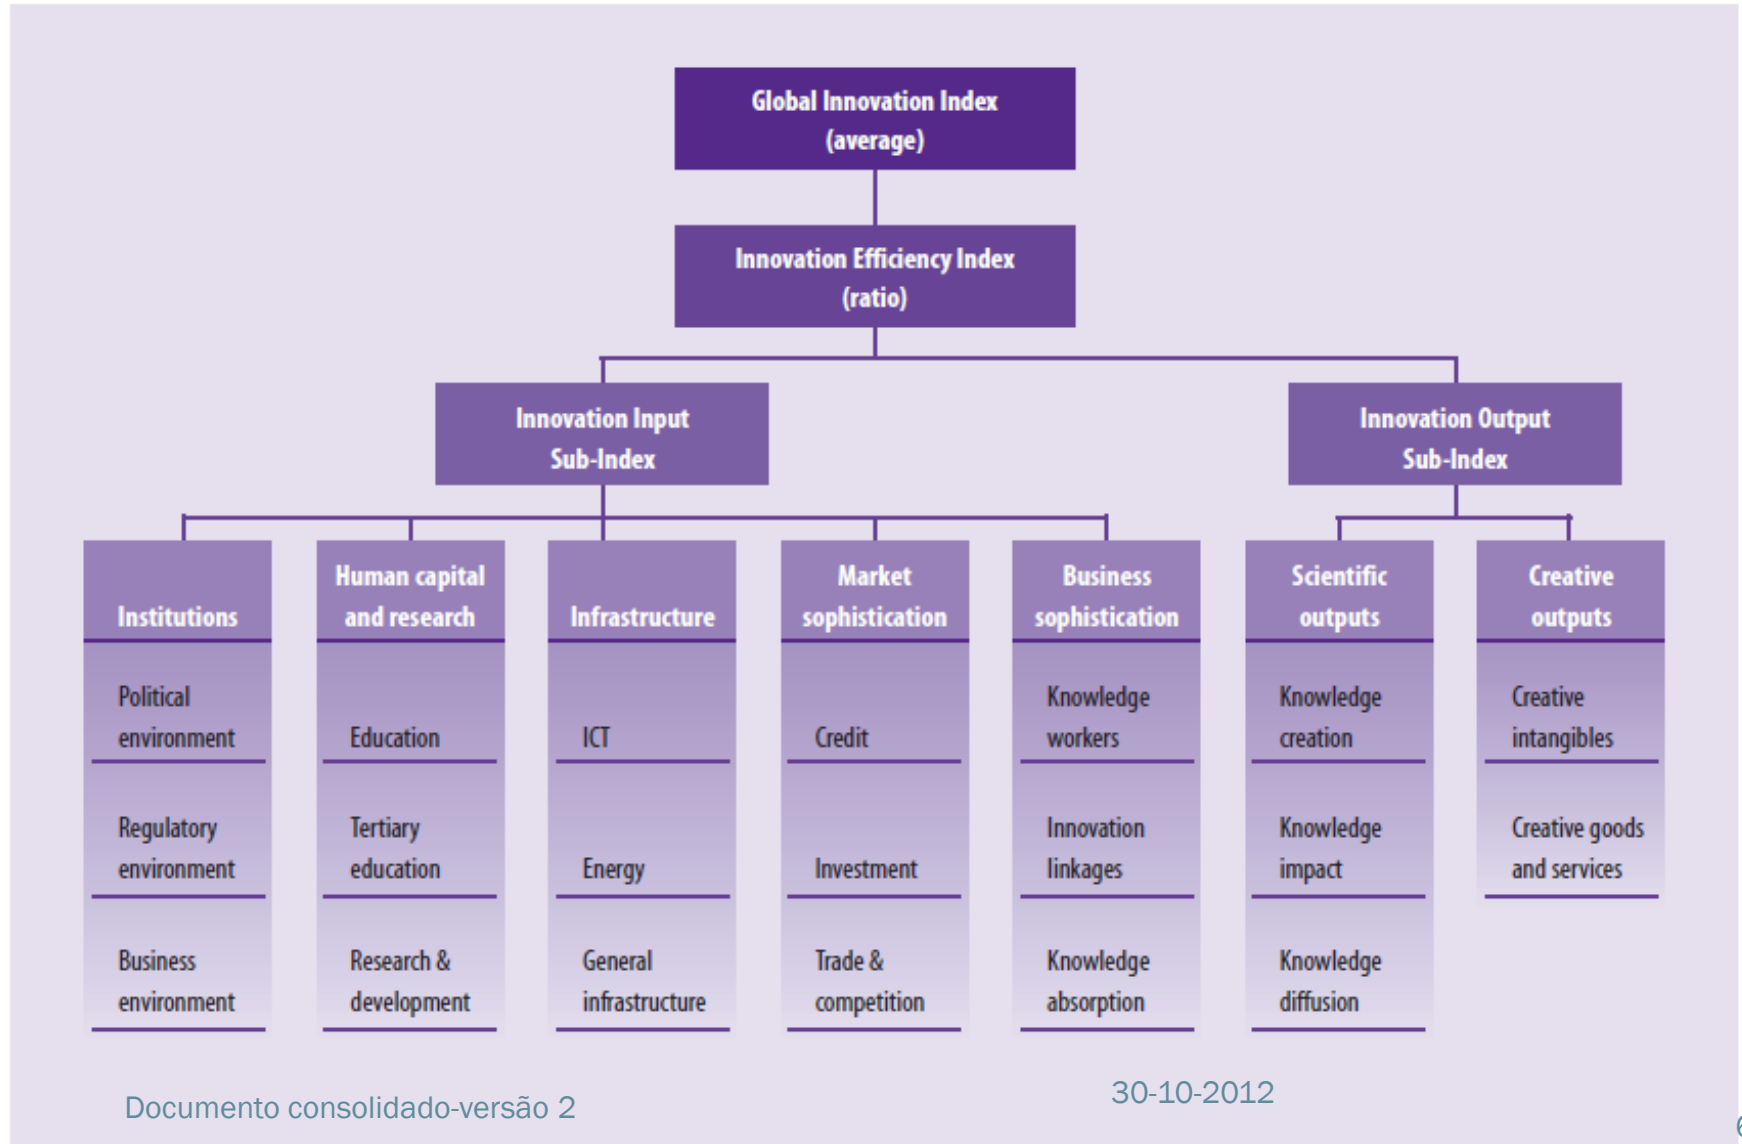 Global Innovation Index
(average)
Innovation Efficiency Index
(ratio)
Innovation Input
Sub-Index
Innovation Output
Sub-Index
Institutions
Human capital
and research
Infrastructure
Market
sophistication
Business
sophistication
Scientific
outputs
Creative
outputs
Political
environment
Education
ICT
Credit
Knowledge
workers
Knowledge
creation
Creative
intangibles
Regulatory
environment
Tertiary
education
Energy
Investment
Innovation
linkages
Knowledge
impact
Creative goods
and services
Business
environment
Research &
development
General
infrastructure
Trade &
competition
Knowledge
absorption
Knowledge
diffusion
Documento consolidado-versão 2
30-10-2012